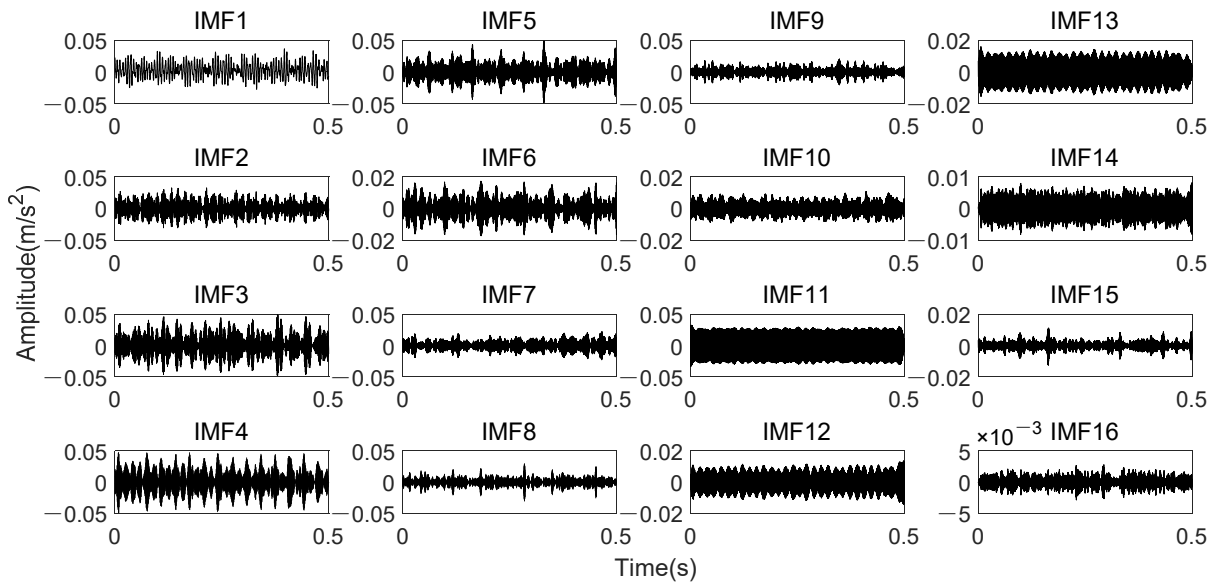 IMF1 IMF5 IMF9 IMF13
0.05 0.05 0.05 0.02
0 0 0 0
−0.05 −0.05 −0.05 −0.02
0 0.5 0 0.5 0 0.5 0 0.5
IMF2 IMF6 IMF10 IMF14
0.05 0.02 0.02 0.01
0 0 0 0
−0.05 −0.02 −0.02 −0.01
0 0.5 0 0.5 0 0.5 0 0.5
Amplitude(m/s²)
IMF3 IMF7 IMF11 IMF15
0.05 0.05 0.05 0.02
0 0 0 0
−0.05 −0.05 −0.05 −0.02
0 0.5 0 0.5 0 0.5 0 0.5
IMF4 IMF8 IMF12 ×10⁻³ IMF16
0.05 0.05 0.02 5
0 0 0 0
−0.05 −0.05 −0.02 −5
0 0.5 0 0.5 0 0.5 0 0.5
Time(s)